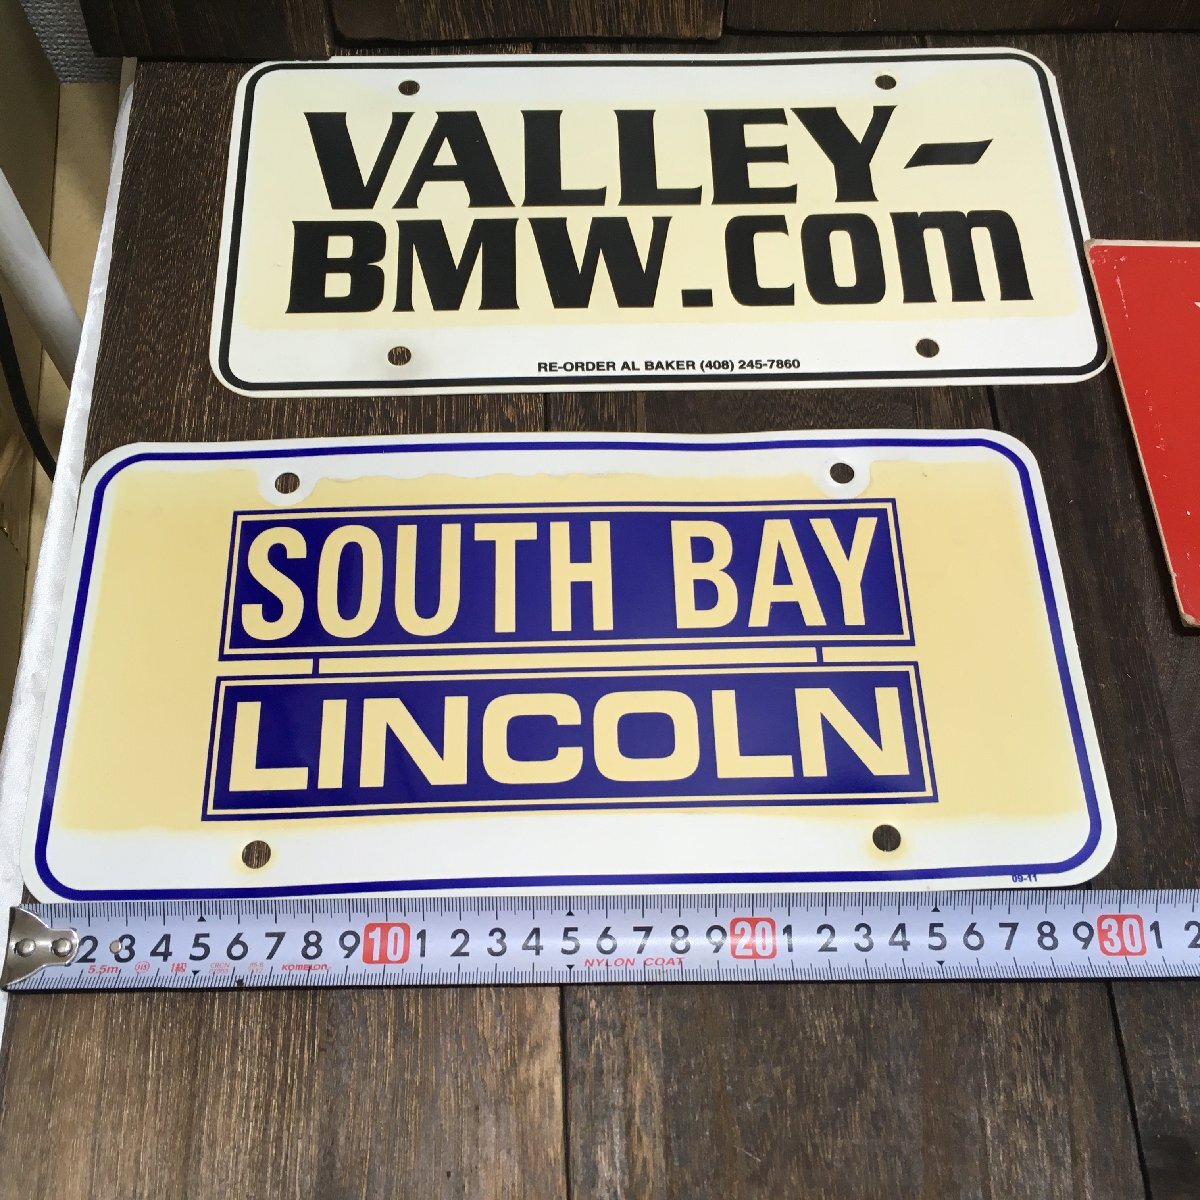 VALLEY-
BMW.COM
RE-ORDER AL BAKER (408) 245-7860
SOUTH BAY
LINCOLN
09-11
2 3 4 5 6 7 8 9 10 1 2 3 4 5 6 7 8 9 20 1 2 3 4 5 6 7 8 9 30 1 2
5.5m KOMELON NYLON COAT